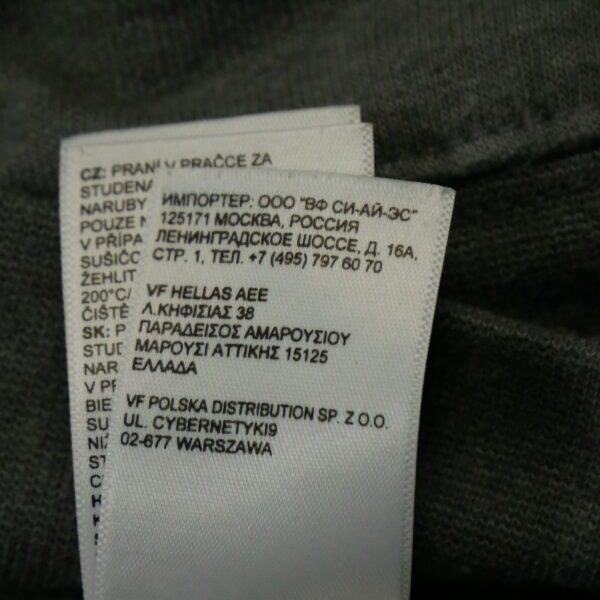 CZ: PRANÍ V PRAČCE ZA
STUDENA
NARUBY
POUZE
V PŘÍPA
SUŠIČC
ŽEHLIT
200°C/
ČIŠTĚ
SK: P
STUD
NAR
V PR
BIE
SU
NIŽ
ST
ИМПОРТЕР: ООО "ВФ СИ-АЙ-ЭС"
125171 МОСКВА, РОССИЯ
ЛЕНИНГРАДСКОЕ ШОССЕ, Д. 16А,
СТР. 1, ТЕЛ. +7 (495) 797 60 70
VF HELLAS AEE
Λ.ΚΗΦΙΣΙΑΣ 38
ΠΑΡΑΔΕΙΣΟΣ ΑΜΑΡΟΥΣΙΟΥ
ΜΑΡΟΥΣΙ ΑΤΤΙΚΗΣ 15125
ΕΛΛΑΔΑ
VF POLSKA DISTRIBUTION SP. Z O.O.
UL. CYBERNETYKI9
02-677 WARSZAWA